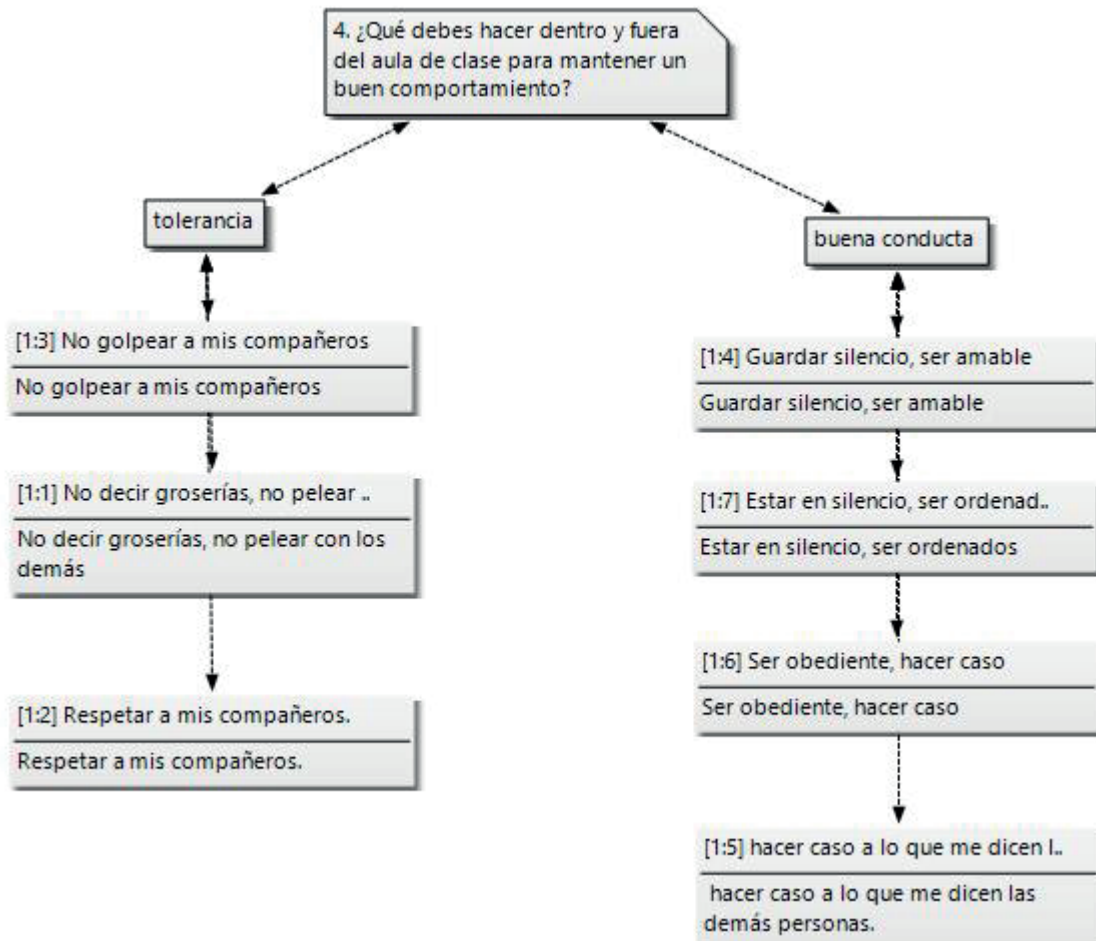 4. ¿Qué debes hacer dentro y fuera
del aula de clase para mantener un
buen comportamiento?
tolerancia
[1:3] No golpear a mis compañeros
No golpear a mis compañeros
[1:1] No decir groserías, no pelear ..
No decir groserías, no pelear con los
demás
[1:2] Respetar a mis compañeros.
Respetar a mis compañeros.
buena conducta
[1:4] Guardar silencio, ser amable
Guardar silencio, ser amable
[1:7] Estar en silencio, ser ordenad..
Estar en silencio, ser ordenados
[1:6] Ser obediente, hacer caso
Ser obediente, hacer caso
[1:5] hacer caso a lo que me dicen l..
hacer caso a lo que me dicen las
demás personas.